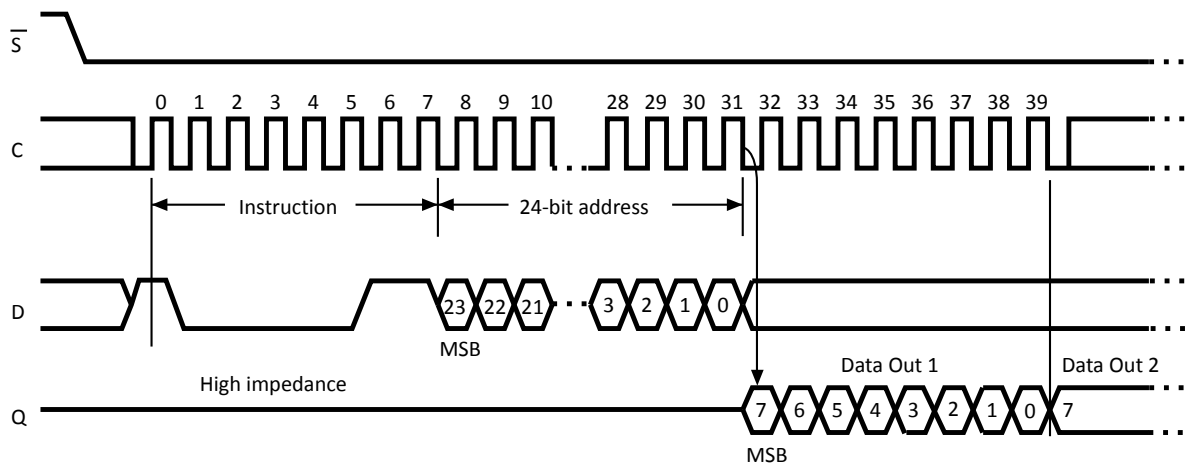 S
0 1 2 3 4 5 6 7 8 9 10 28 29 30 31 32 33 34 35 36 37 38 39
C
Instruction 24-bit address
D 23 22 21 3 2 1 0
MSB
Data Out 1 Data Out 2
High impedance
Q 7 6 5 4 3 2 1 0 7
MSB